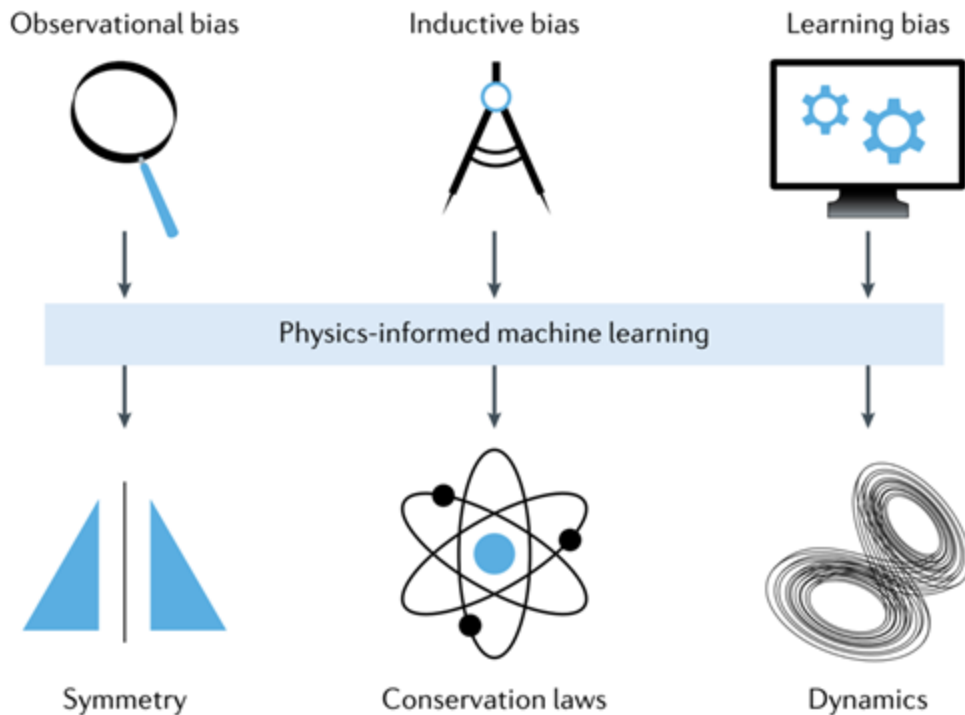 Observational bias
Inductive bias
Learning bias
Physics-informed machine learning
Symmetry
Conservation laws
Dynamics